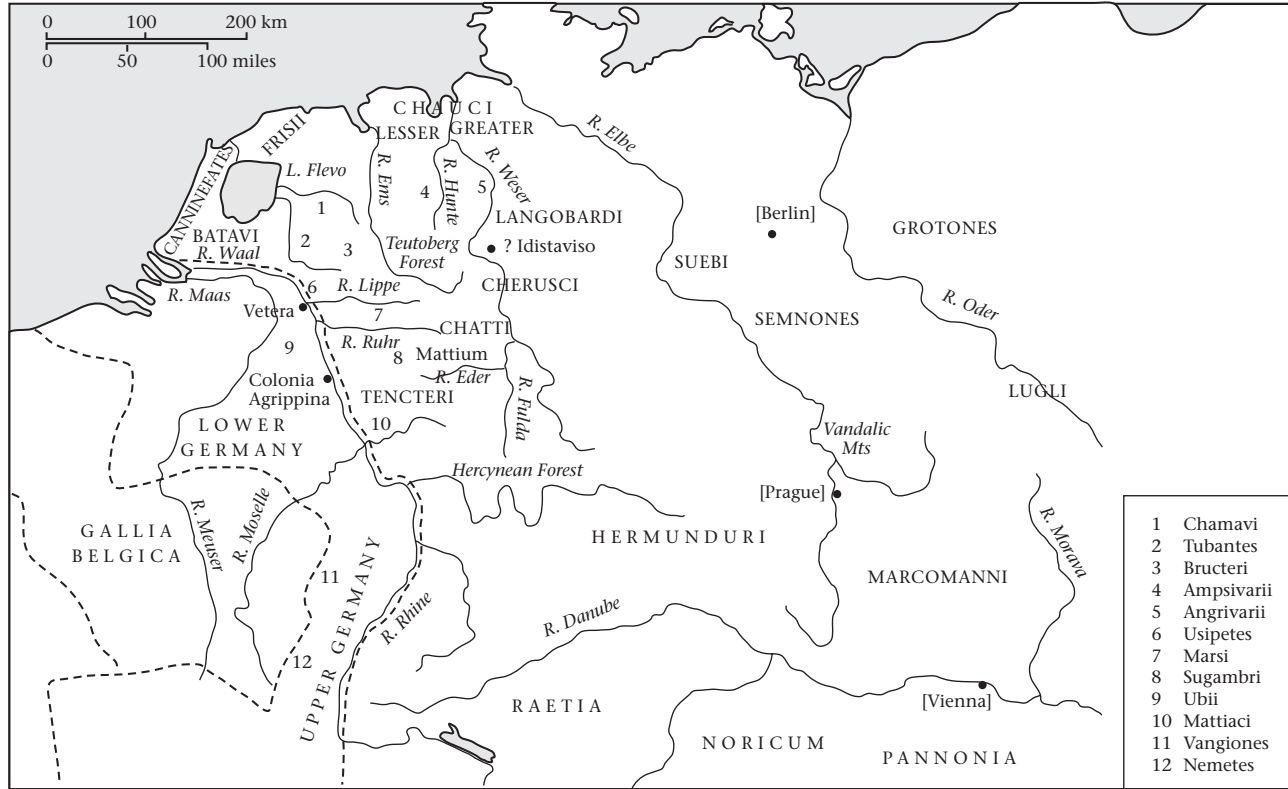 0 100 200 km
0 50 100 miles
CHAUCI
LESSER GREATER
FRISII
CANNINEFATES
L. Flevo
R. Ems
R. Hunte
R. Weser
R. Elbe
1
4
5
BATAVI
2
3
R. Waal
Teutoberg
Forest
LANGOBARDI
? Idistaviso
[Berlin]
GROTONES
SUEBI
R. Maas
6
R. Lippe
CHERUSCI
Vetera
7
CHATTI
SEMNONES
R. Oder
9
R. Ruhr
8
Mattium
R. Eder
Colonia
Agrippina
TENCTERI
R. Fulda
LUGLI
10
LOWER
GERMANY
Vandalic
Mts
Hercynean Forest
[Prague]
GALLIA
BELGICA
R. Meuser
R. Moselle
HERMUNDURI
R. Morava
11
MARCOMANNI
UPPER GERMANY
R. Rhine
R. Danube
12
RAETIA
[Vienna]
NORICUM
PANNONIA
1 Chamavi
2 Tubantes
3 Bructeri
4 Ampsivarii
5 Angrivarii
6 Usipetes
7 Marsi
8 Sugambri
9 Ubii
10 Mattiaci
11 Vangiones
12 Nemetes